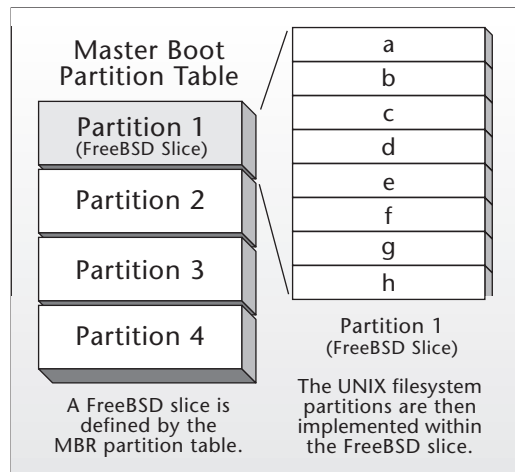 Master Boot
Partition Table
Partition 1
(FreeBSD Slice)
Partition 2
Partition 3
Partition 4
A FreeBSD slice is
defined by the
MBR partition table.
a
b
c
d
e
f
g
h
Partition 1
(FreeBSD Slice)
The UNIX filesystem
partitions are then
implemented within
the FreeBSD slice.